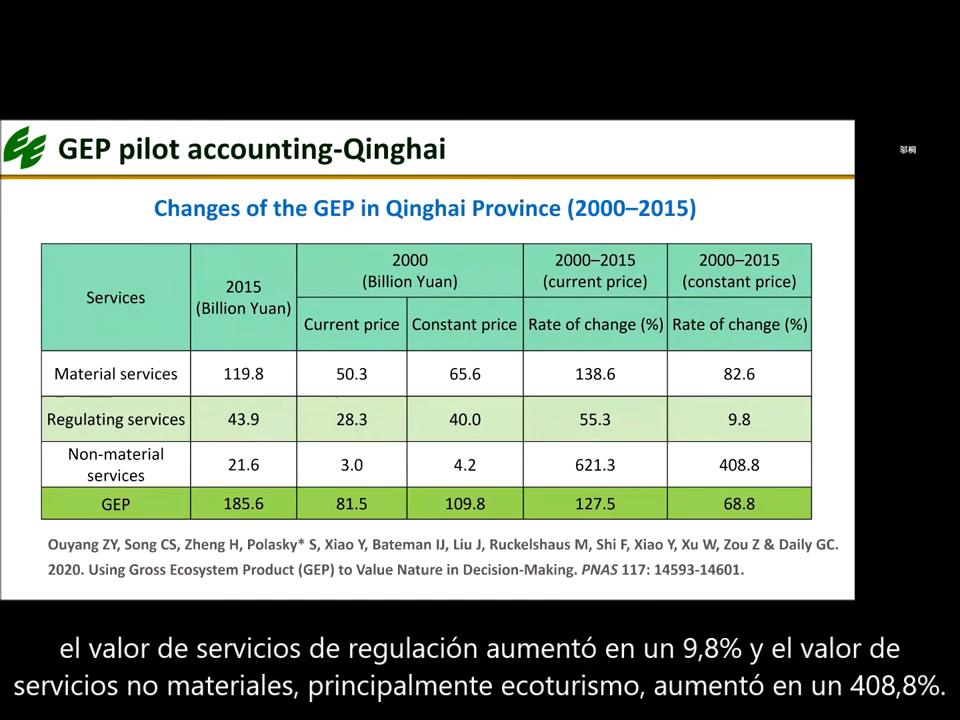 GEP pilot accounting-Qinghai
邬桐
Changes of the GEP in Qinghai Province (2000–2015)
Services
2015
(Billion Yuan)
2000
(Billion Yuan)
2000–2015
(current price)
2000–2015
(constant price)
Current price
Constant price
Rate of change (%)
Rate of change (%)
Material services 119.8 50.3 65.6 138.6 82.6
Regulating services 43.9 28.3 40.0 55.3 9.8
Non-material
services 21.6 3.0 4.2 621.3 408.8
GEP 185.6 81.5 109.8 127.5 68.8
Ouyang ZY, Song CS, Zheng H, Polasky* S, Xiao Y, Bateman IJ, Liu J, Ruckelshaus M, Shi F, Xiao Y, Xu W, Zou Z & Daily GC.
2020. Using Gross Ecosystem Product (GEP) to Value Nature in Decision-Making. PNAS 117: 14593-14601.
el valor de servicios de regulación aumentó en un 9,8% y el valor de
servicios no materiales, principalmente ecoturismo, aumentó en un 408,8%.